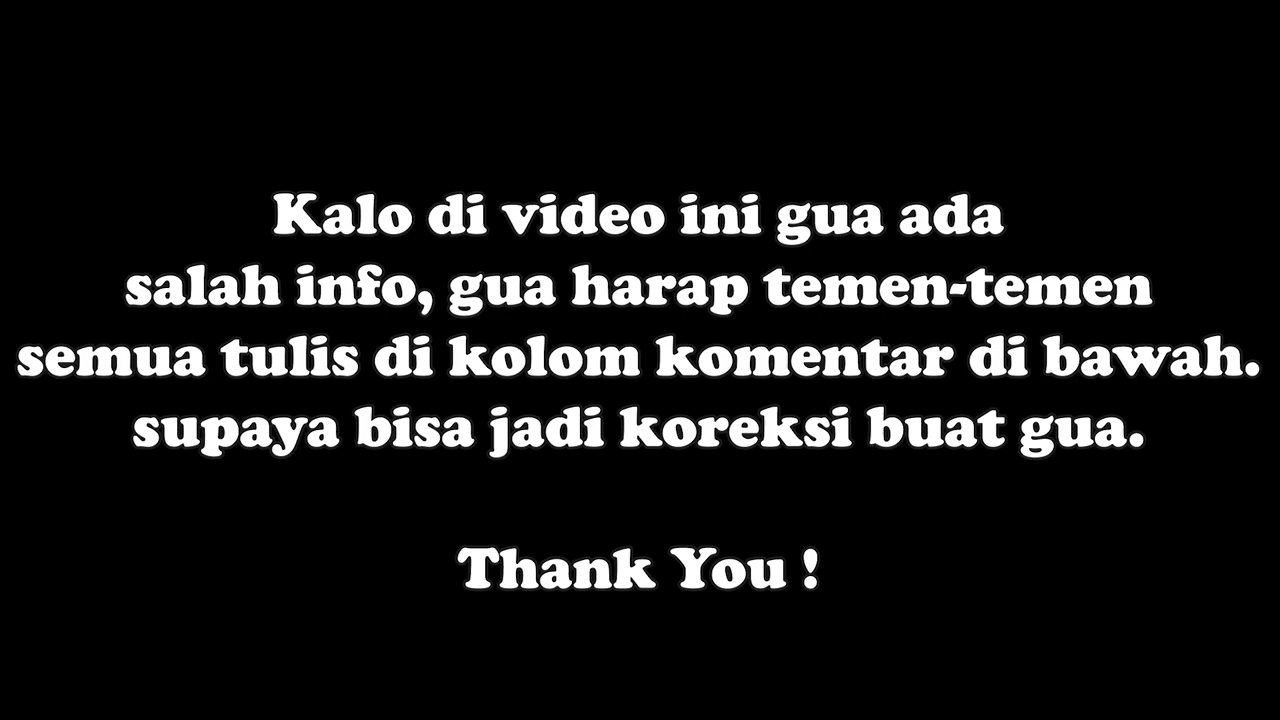 Kalo di video ini gua ada
salah info, gua harap temen-temen
semua tulis di kolom komentar di bawah.
supaya bisa jadi koreksi buat gua.
Thank You !